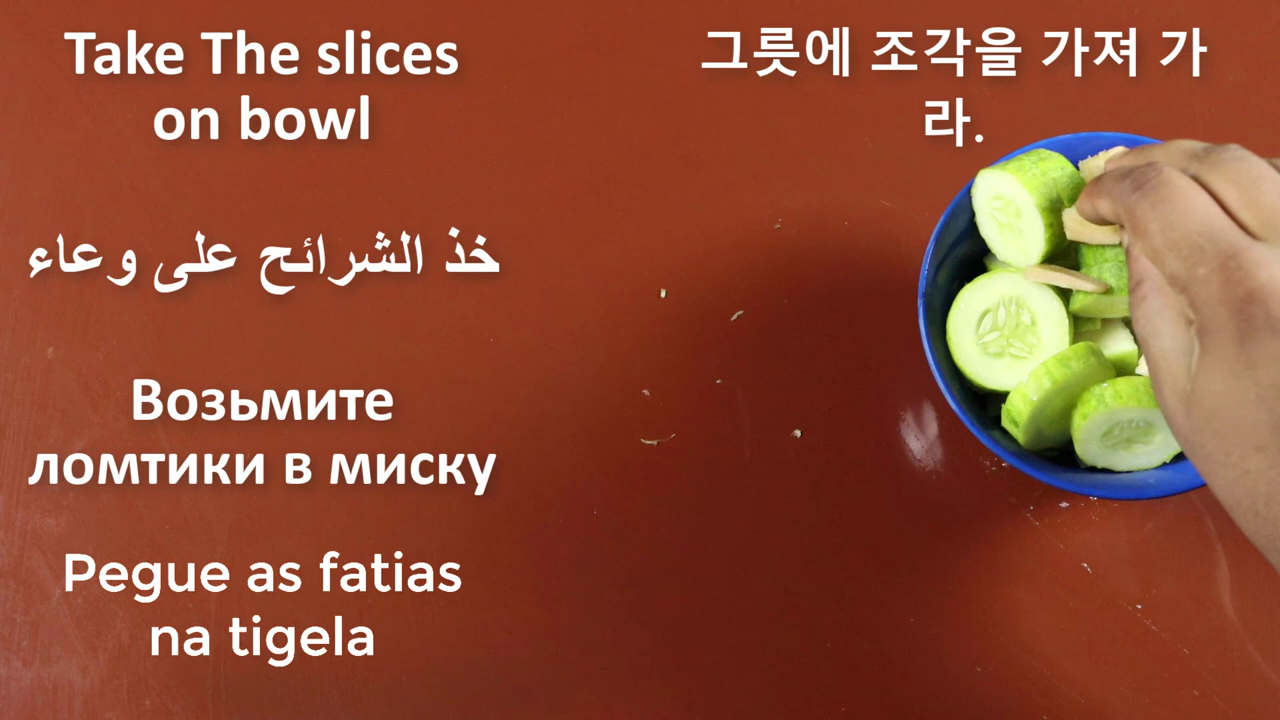 Take The slices
on bowl
خذ الشرائح على وعاء
Возьмите
ломтики в миску
Pegue as fatias
na tigela
그릇에 조각을 가져 가
라.